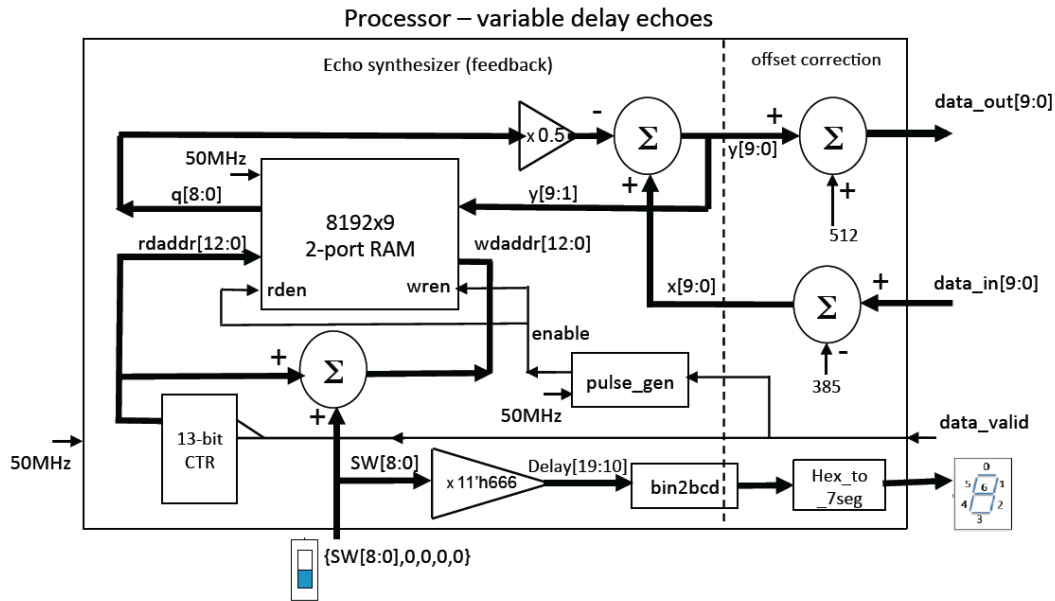 Processor – variable delay echoes
Echo synthesizer (feedback)
offset correction
data_out[9:0]
x 0.5
-
Σ
+
y[9:0]
+
Σ
+
512
50MHz
q[8:0]
y[9:1]
8192x9
2-port RAM
rdaddr[12:0]
wdaddr[12:0]
rden
wren
x[9:0]
+
data_in[9:0]
Σ
-
385
enable
+
Σ
+
pulse_gen
50MHz
data_valid
13-bit
CTR
50MHz
SW[8:0]
x 11'h666
Delay[19:10]
bin2bcd
Hex_to
_7seg
0
5
6
1
4
2
3
{SW[8:0],0,0,0,0}